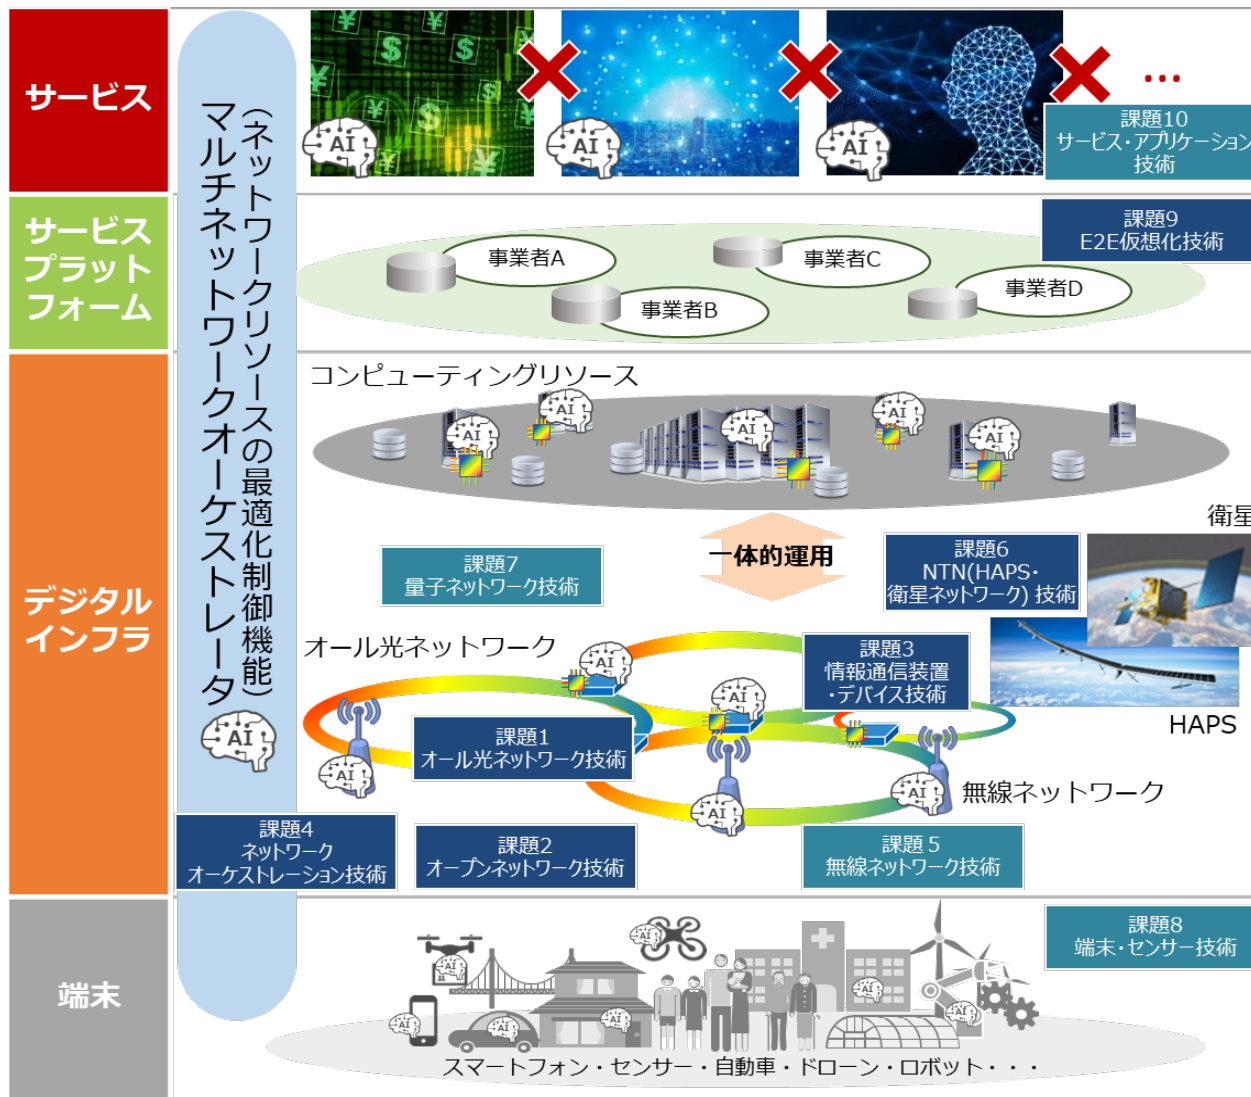 サービス
マルチネットワークオーケストレータ
（ネットワークリソースの最適化制御機能）
AI
AI
AI
AI
…
課題10
サービス・アプリケーション
技術
サービス
プラット
フォーム
課題9
E2E仮想化技術
事業者A
事業者C
事業者B
事業者D
デジタル
インフラ
コンピューティングリソース
AI
AI
AI
AI
AI
一体的運用
衛星
課題7
量子ネットワーク技術
課題6
NTN(HAPS・
衛星ネットワーク) 技術
オール光ネットワーク
AI
AI
課題3
情報通信装置
・デバイス技術
HAPS
課題1
オール光ネットワーク技術
AI
AI
AI
無線ネットワーク
課題4
ネットワーク
オーケストレーション技術
課題2
オープンネットワーク技術
課題５
無線ネットワーク技術
端末
課題8
端末・センサー技術
AI
AI
AI
AI
AI
AI
AI
スマートフォン・センサー・自動車・ドローン・ロボット・・・